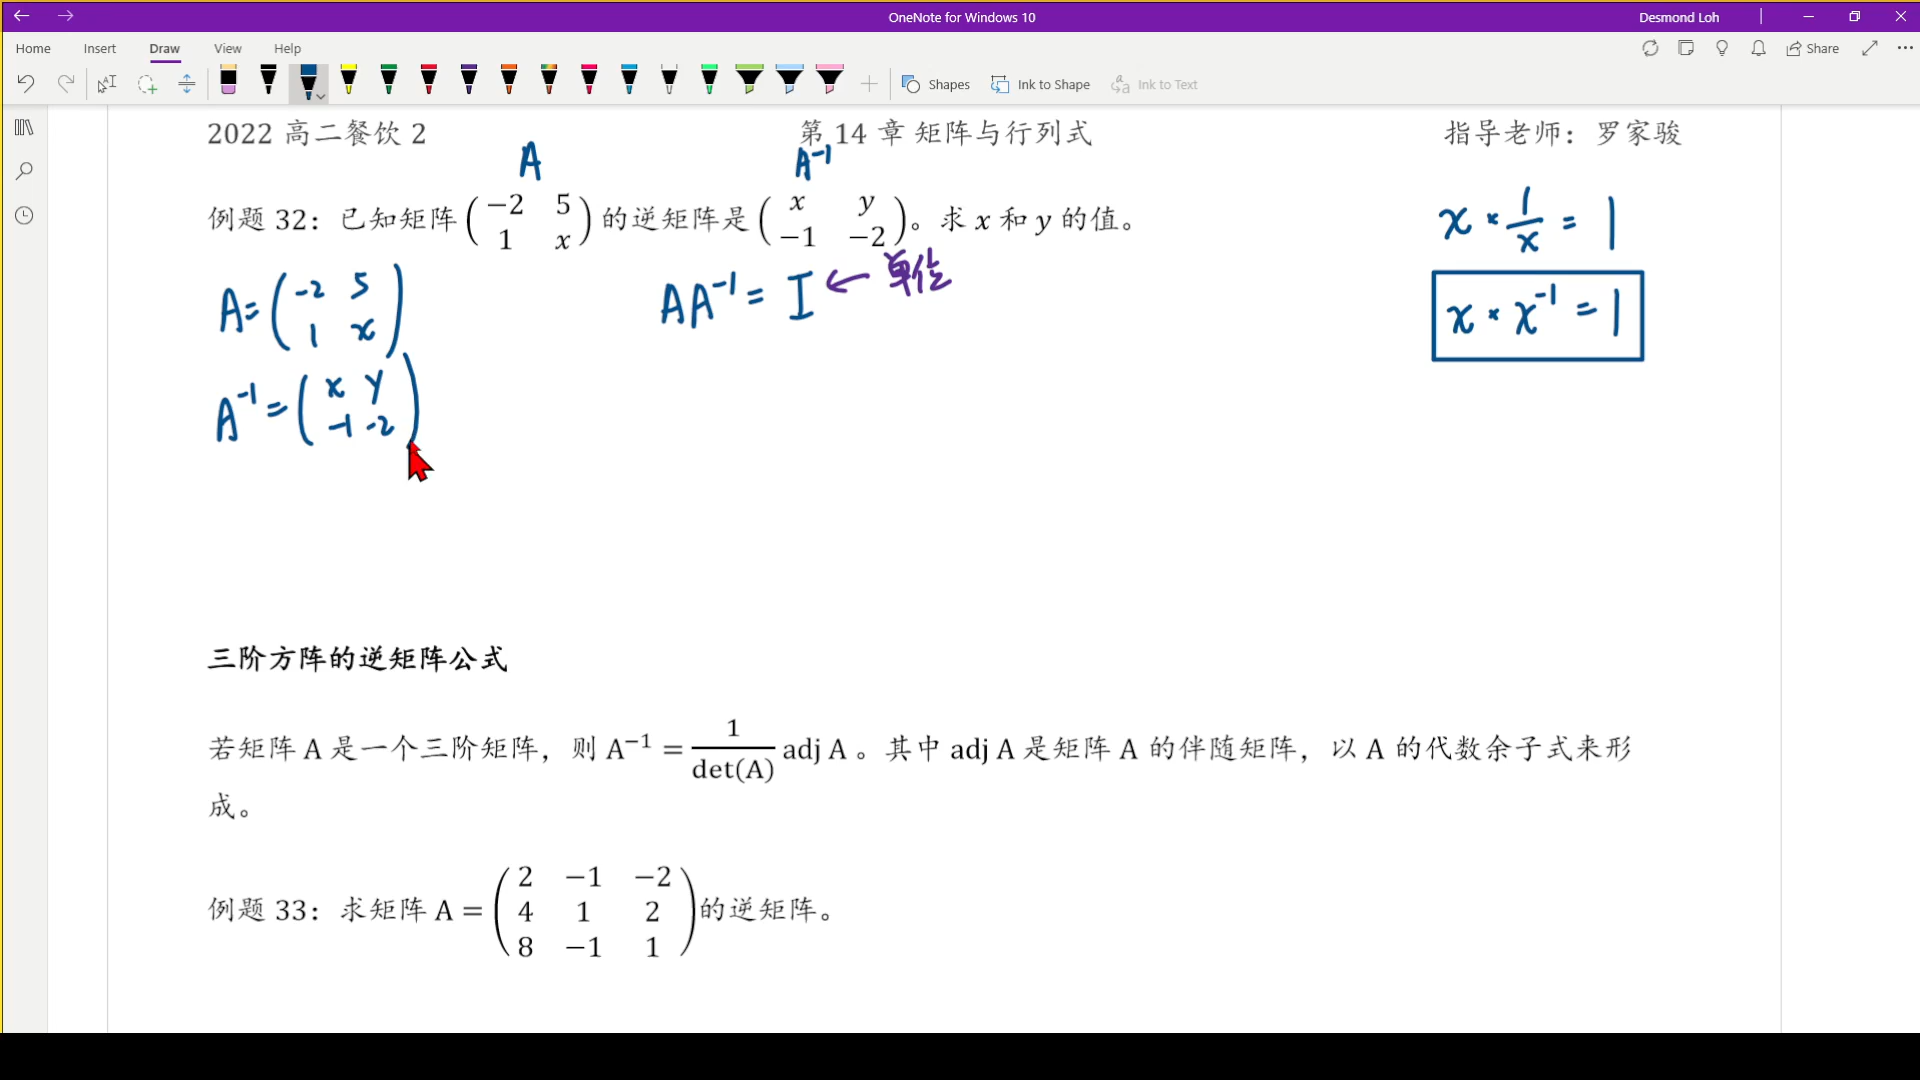 OneNote for Windows 10
Desmond Loh
Home Insert Draw View Help
Share
Shapes Ink to Shape Ink to Text
2022 高二餐饮 2 第 14 章 矩阵与行列式 指导老师：罗家骏
A A⁻¹
例题 32：已知矩阵 (−2 5; 1 x) 的逆矩阵是 (x y; −1 −2)。求 x 和 y 的值。
x × 1/x = 1
A = (-2 5; 1 x)
AA⁻¹ = I ← 单位
x × x⁻¹ = 1
A⁻¹ = (x y; -1 -2)
三阶方阵的逆矩阵公式
若矩阵 A 是一个三阶矩阵，则 A⁻¹ = 1/det(A) adj A 。其中 adj A 是矩阵 A 的伴随矩阵，以 A 的代数余子式来形
成。
例题 33：求矩阵 A = (2 −1 −2; 4 1 2; 8 −1 1) 的逆矩阵。